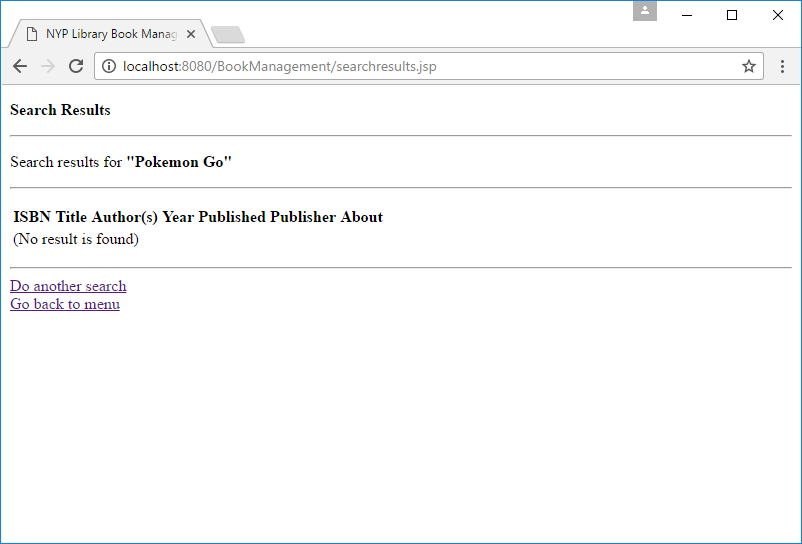 NYP Library Book Manag
localhost:8080/BookManagement/searchresults.jsp
Search Results
Search results for "Pokemon Go"
ISBN Title Author(s) Year Published Publisher About
(No result is found)
Do another search
Go back to menu